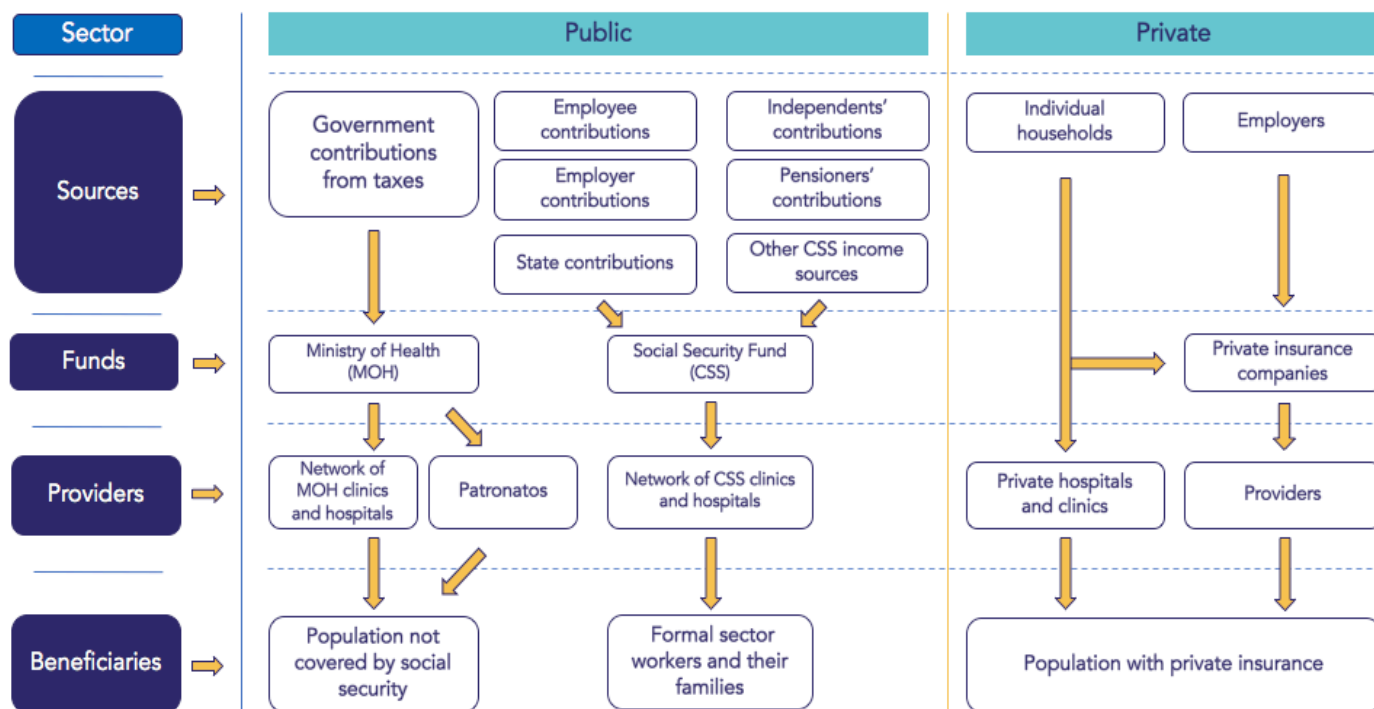 Sector
Public
Private
Sources
Government
contributions
from taxes
Employee
contributions
Independents’
contributions
Individual
households
Employers
Employer
contributions
Pensioners’
contributions
State contributions
Other CSS income
sources
Funds
Ministry of Health
(MOH)
Social Security Fund
(CSS)
Private insurance
companies
Providers
Network of
MOH clinics
and hospitals
Patronatos
Network of CSS clinics
and hospitals
Private hospitals
and clinics
Providers
Beneficiaries
Population not
covered by social
security
Formal sector
workers and their
families
Population with private insurance